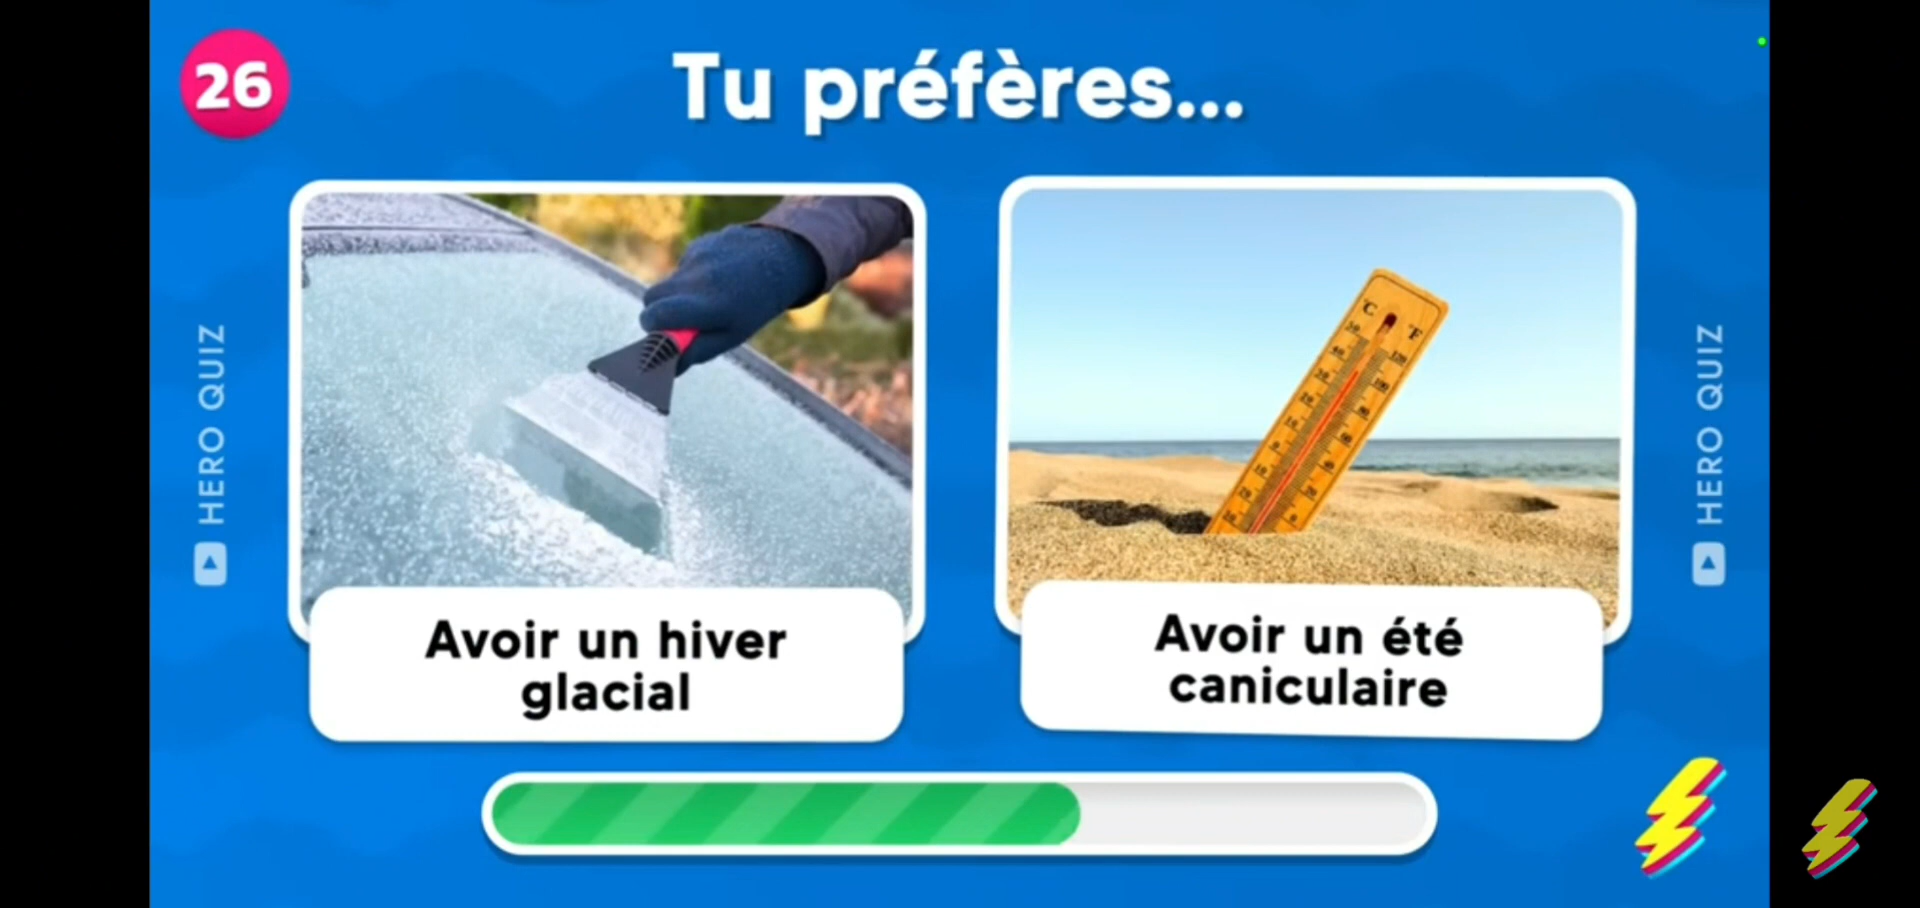 26
Tu préfères...
HERO QUIZ
HERO QUIZ
°C
°F
Avoir un hiver
glacial
Avoir un été
caniculaire